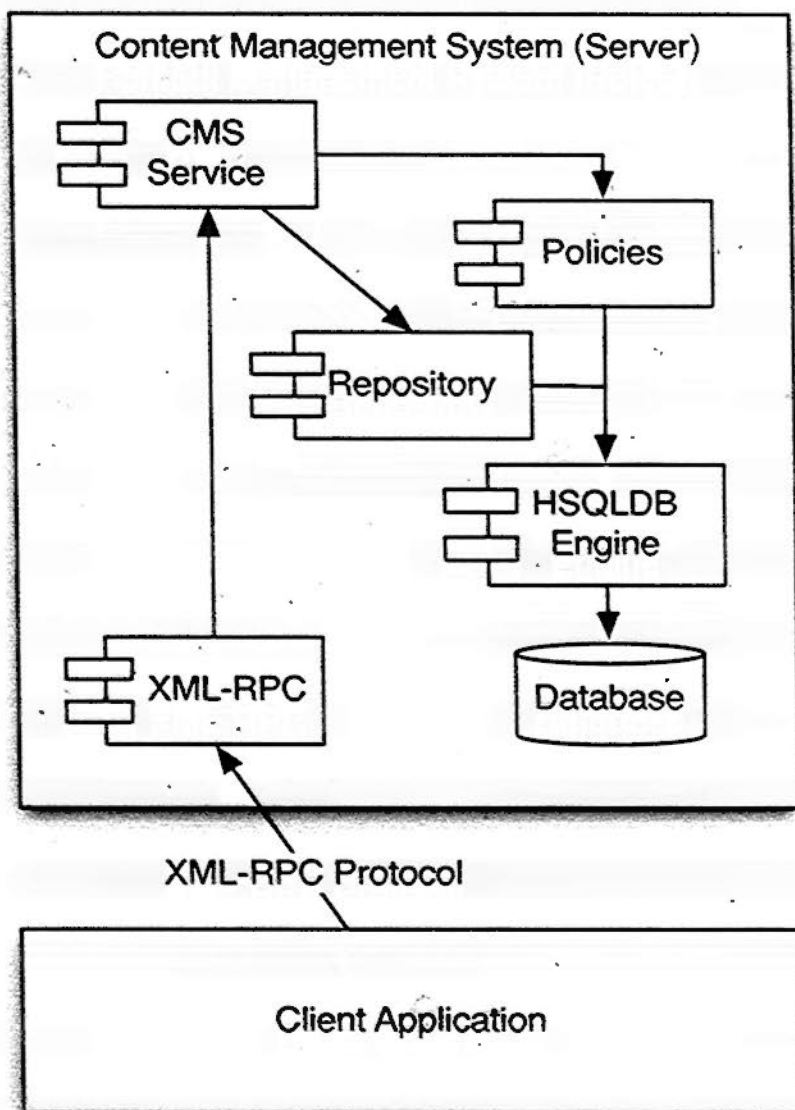 Content Management System (Server)
CMS
Service
Policies
Repository
HSQLDB
Engine
XML-RPC
Database
XML-RPC Protocol
Client Application